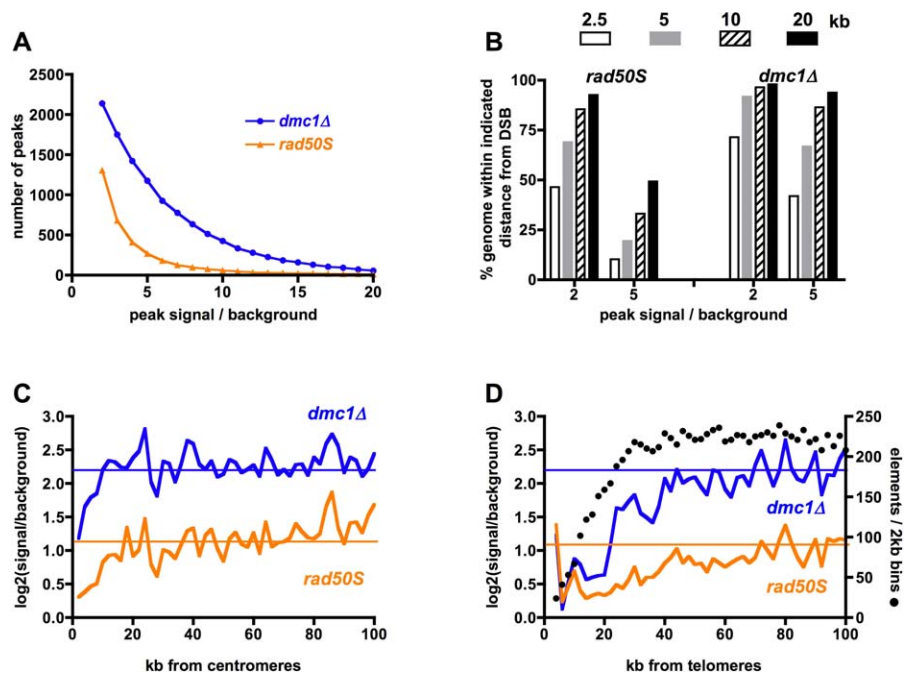 A
number of peaks
2500
2000
1500
1000
500
0
dmc1Δ
rad50S
0 5 10 15 20
peak signal / background
2.5 5 10 20 kb
B
rad50S dmc1Δ
% genome within indicated
distance from DSB
100
75
50
25
0
2 5 2 5
peak signal / background
C
dmc1Δ
log2(signal/background)
3.0
2.5
2.0
1.5
1.0
0.5
0.0
rad50S
0 20 40 60 80 100
kb from centromeres
D
log2(signal/background)
3.0
2.5
2.0
1.5
1.0
0.5
0.0
dmc1Δ
rad50S
250
200
150
100
50
0
elements / 2kb bins ●
0 20 40 60 80 100
kb from telomeres